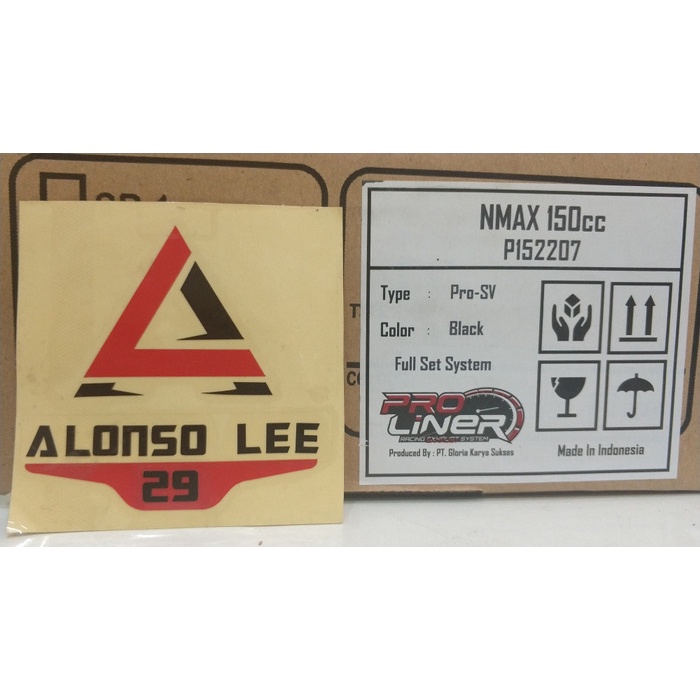 ALONSO LEE
29
NMAX 150cc
P152207
Type : Pro-SV
Color : Black
Full Set System
PRO
LINER
RACING EXHAUST SYSTEM
Produced By : PT. Gloria Karya Sukses
Made In Indonesia